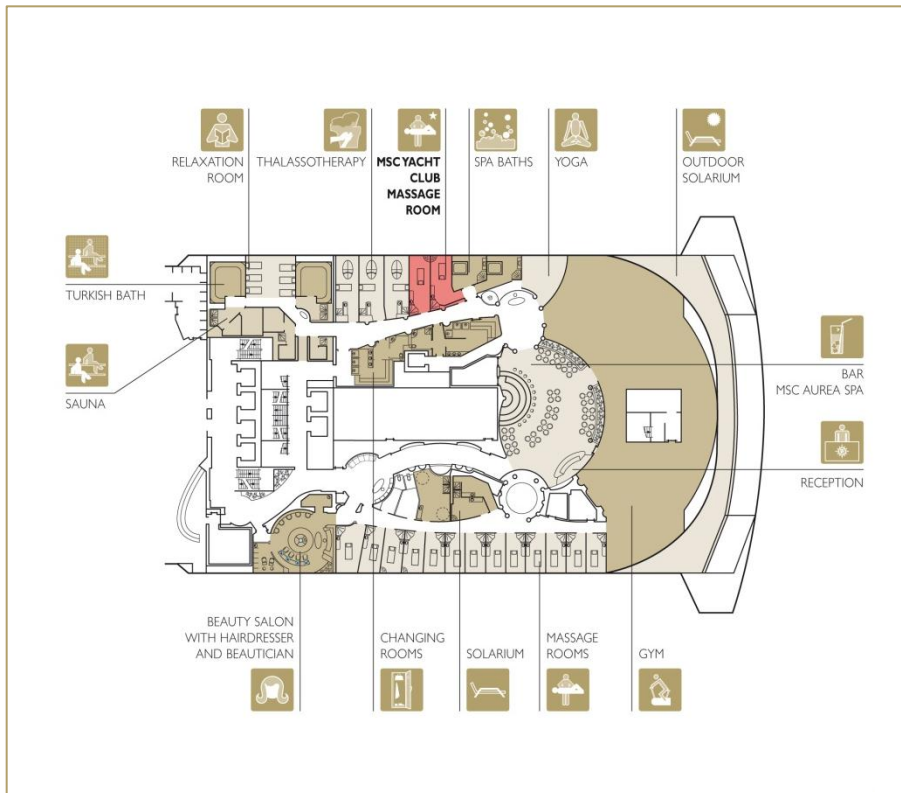 RELAXATION
ROOM
THALASSOTHERAPY
MSC YACHT
CLUB
MASSAGE
ROOM
SPA BATHS
YOGA
OUTDOOR
SOLARIUM
TURKISH BATH
SAUNA
BAR
MSC AUREA SPA
RECEPTION
BEAUTY SALON
WITH HAIRDRESSER
AND BEAUTICIAN
CHANGING
ROOMS
SOLARIUM
MASSAGE
ROOMS
GYM